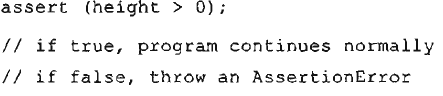 assert (height > 0);
// if true, program continues normally
// if false, throw an AssertionError